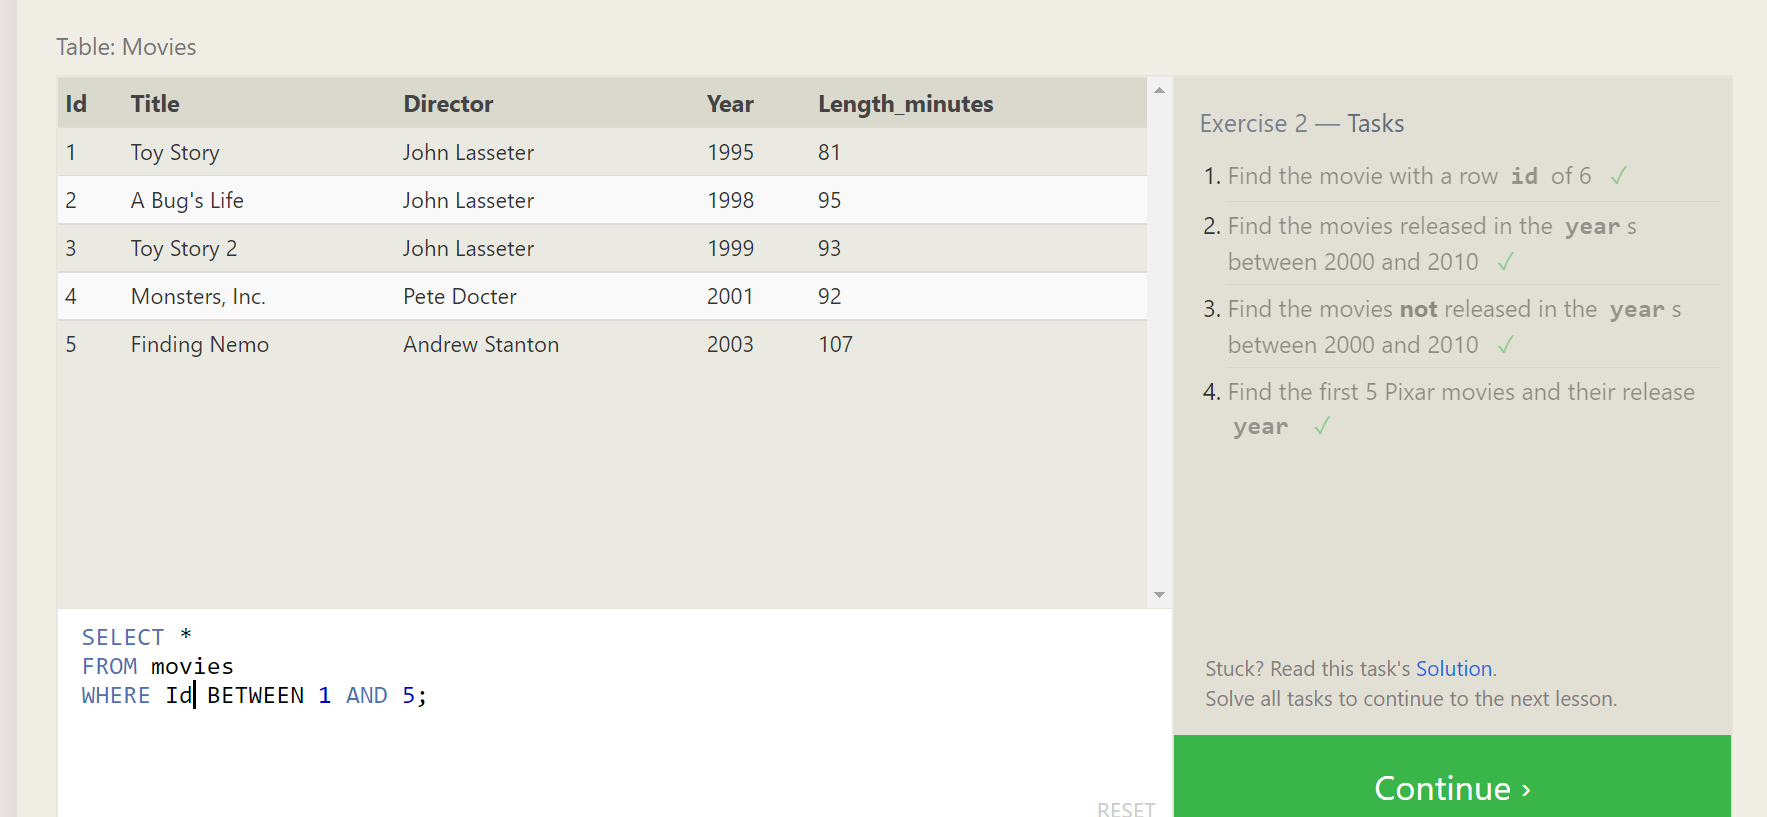 Table: Movies
Id Title Director Year Length_minutes
1 Toy Story John Lasseter 1995 81
2 A Bug's Life John Lasseter 1998 95
3 Toy Story 2 John Lasseter 1999 93
4 Monsters, Inc. Pete Docter 2001 92
5 Finding Nemo Andrew Stanton 2003 107
SELECT *
FROM movies
WHERE Id BETWEEN 1 AND 5;
RESET
Exercise 2 — Tasks
1. Find the movie with a row id of 6 ✓
2. Find the movies released in the year s
between 2000 and 2010 ✓
3. Find the movies not released in the year s
between 2000 and 2010 ✓
4. Find the first 5 Pixar movies and their release
year ✓
Stuck? Read this task's Solution.
Solve all tasks to continue to the next lesson.
Continue ›